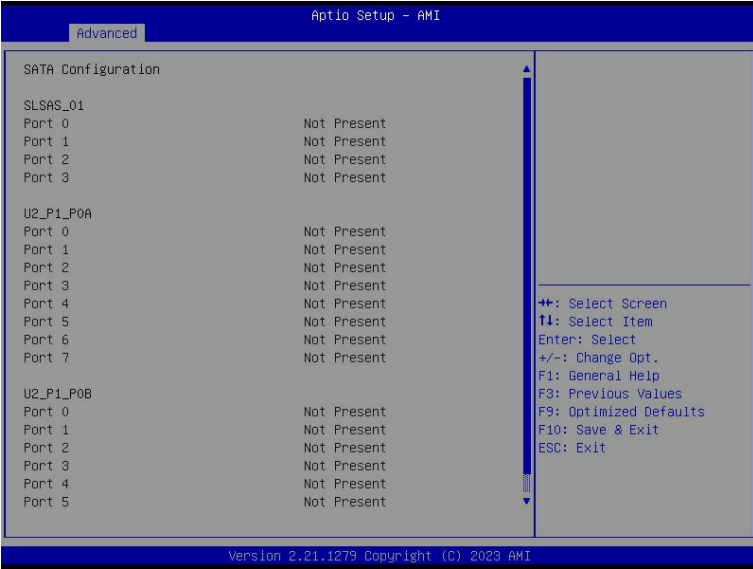 Aptio Setup – AMI
Advanced
SATA Configuration
SLSAS_01
Port 0 Not Present
Port 1 Not Present
Port 2 Not Present
Port 3 Not Present
U2_P1_P0A
Port 0 Not Present
Port 1 Not Present
Port 2 Not Present
Port 3 Not Present
Port 4 Not Present
Port 5 Not Present
Port 6 Not Present
Port 7 Not Present
U2_P1_P0B
Port 0 Not Present
Port 1 Not Present
Port 2 Not Present
Port 3 Not Present
Port 4 Not Present
Port 5 Not Present
→←: Select Screen
↑↓: Select Item
Enter: Select
+/-: Change Opt.
F1: General Help
F3: Previous Values
F9: Optimized Defaults
F10: Save & Exit
ESC: Exit
Version 2.21.1279 Copyright (C) 2023 AMI